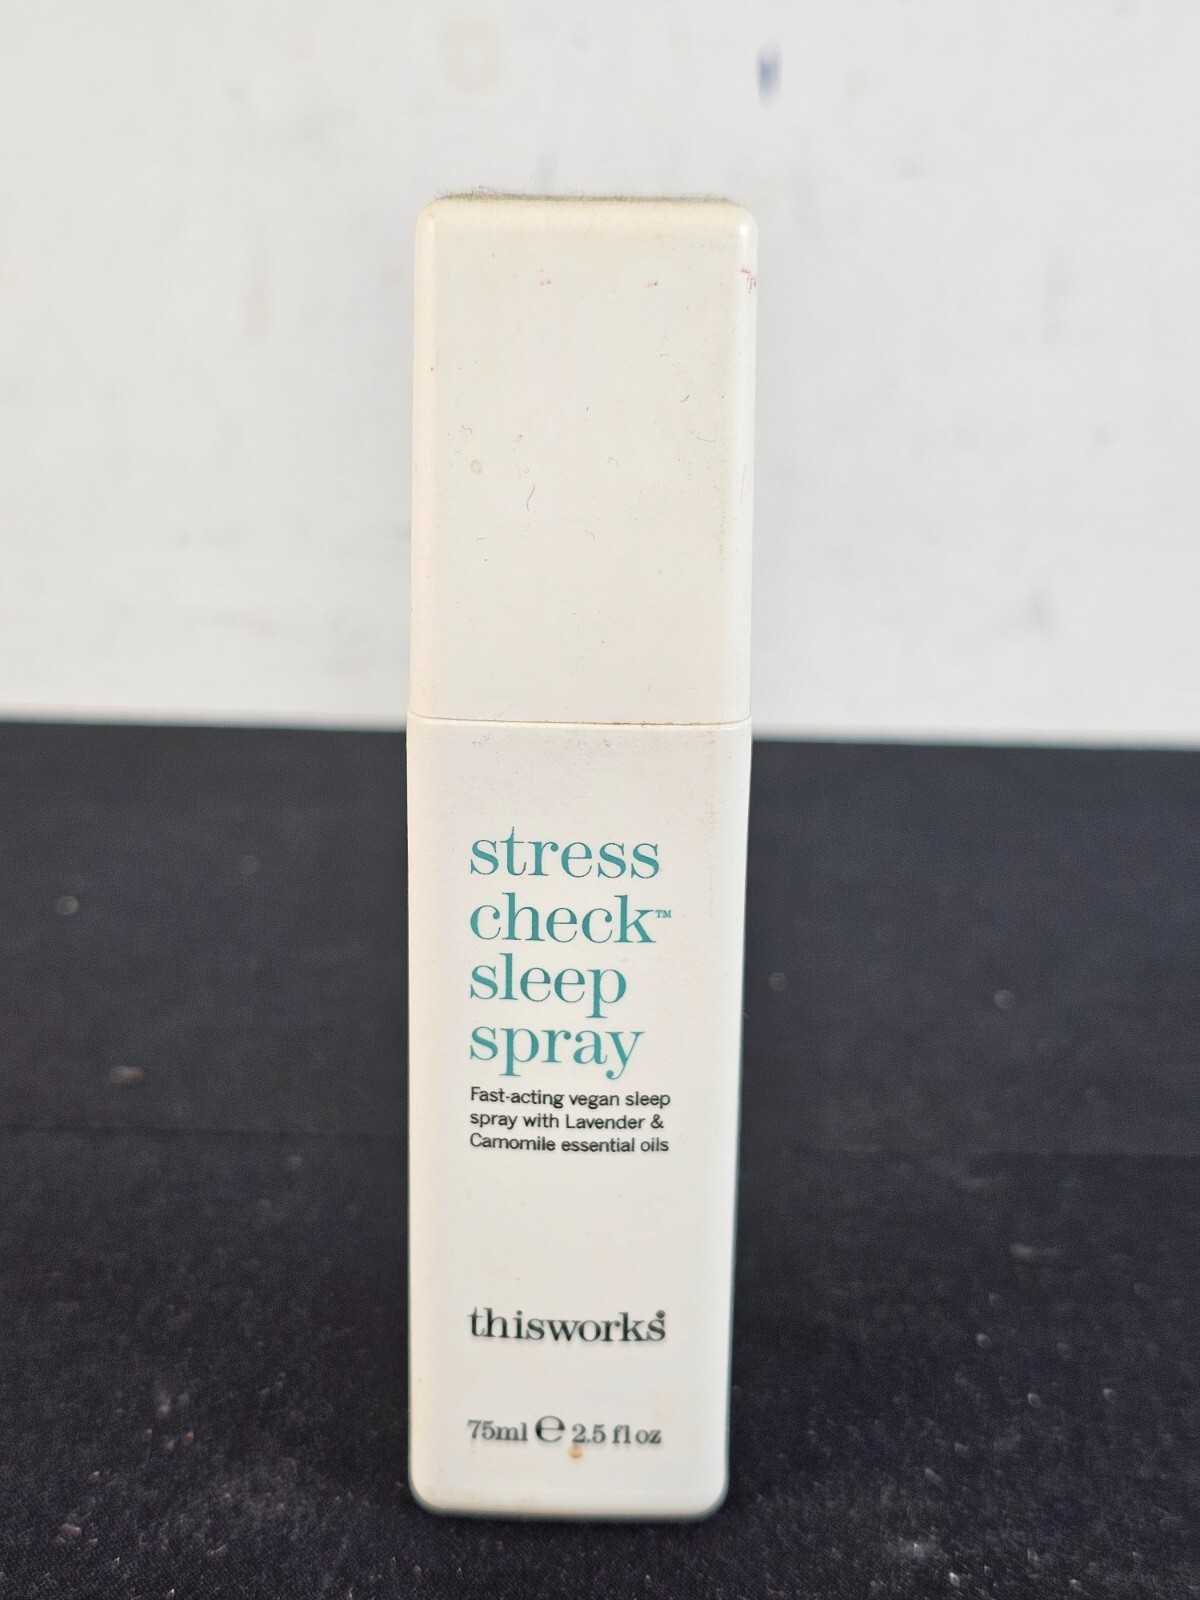 stress
check™
sleep
spray
Fast-acting vegan sleep
spray with Lavender &
Camomile essential oils
thisworks®
75ml ℮ 2.5 fl oz